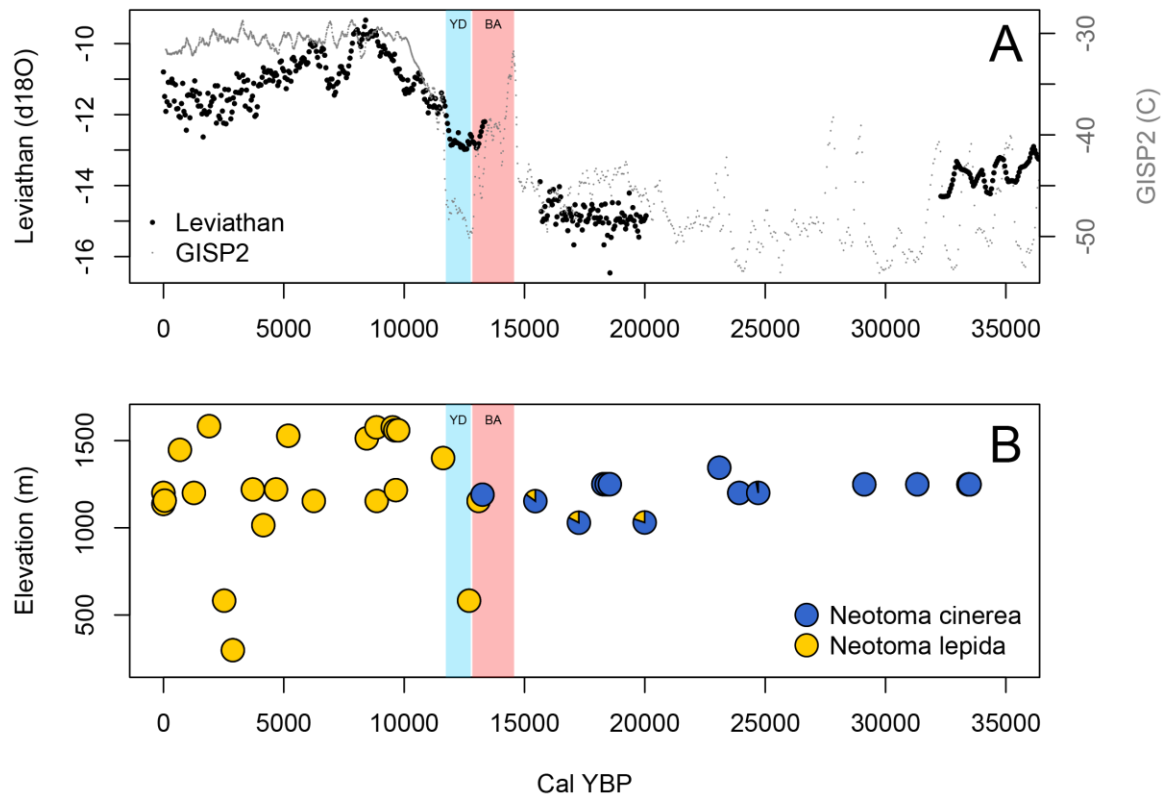 YD BA
A
-10
-12
-14
-16
Leviathan (d18O)
-30
-40
-50
GISP2 (C)
Leviathan
GISP2
0 5000 10000 15000 20000 25000 30000 35000
YD BA
B
1500
1000
500
Elevation (m)
Neotoma cinerea
Neotoma lepida
0 5000 10000 15000 20000 25000 30000 35000
Cal YBP